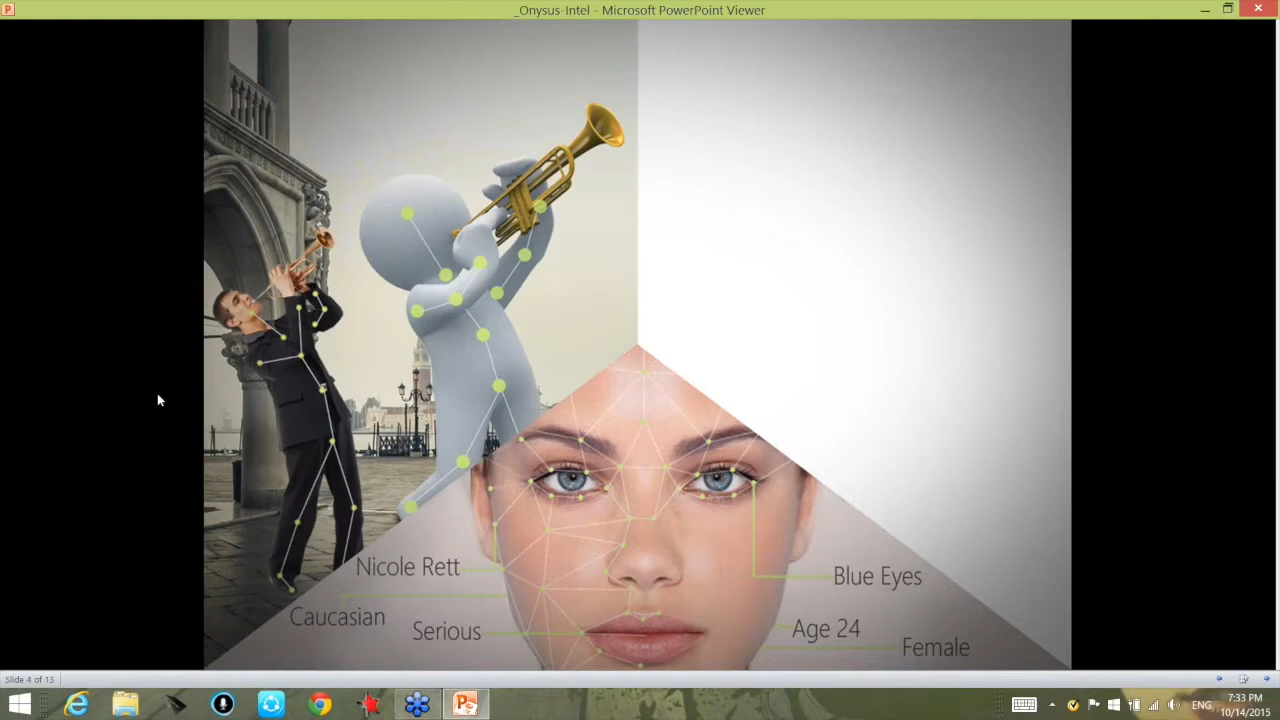 _Onysus-Intel - Microsoft PowerPoint Viewer
Nicole Rett
Blue Eyes
Caucasian
Serious
Age 24
Female
Slide 4 of 13
ENG
7:33 PM
10/14/2015